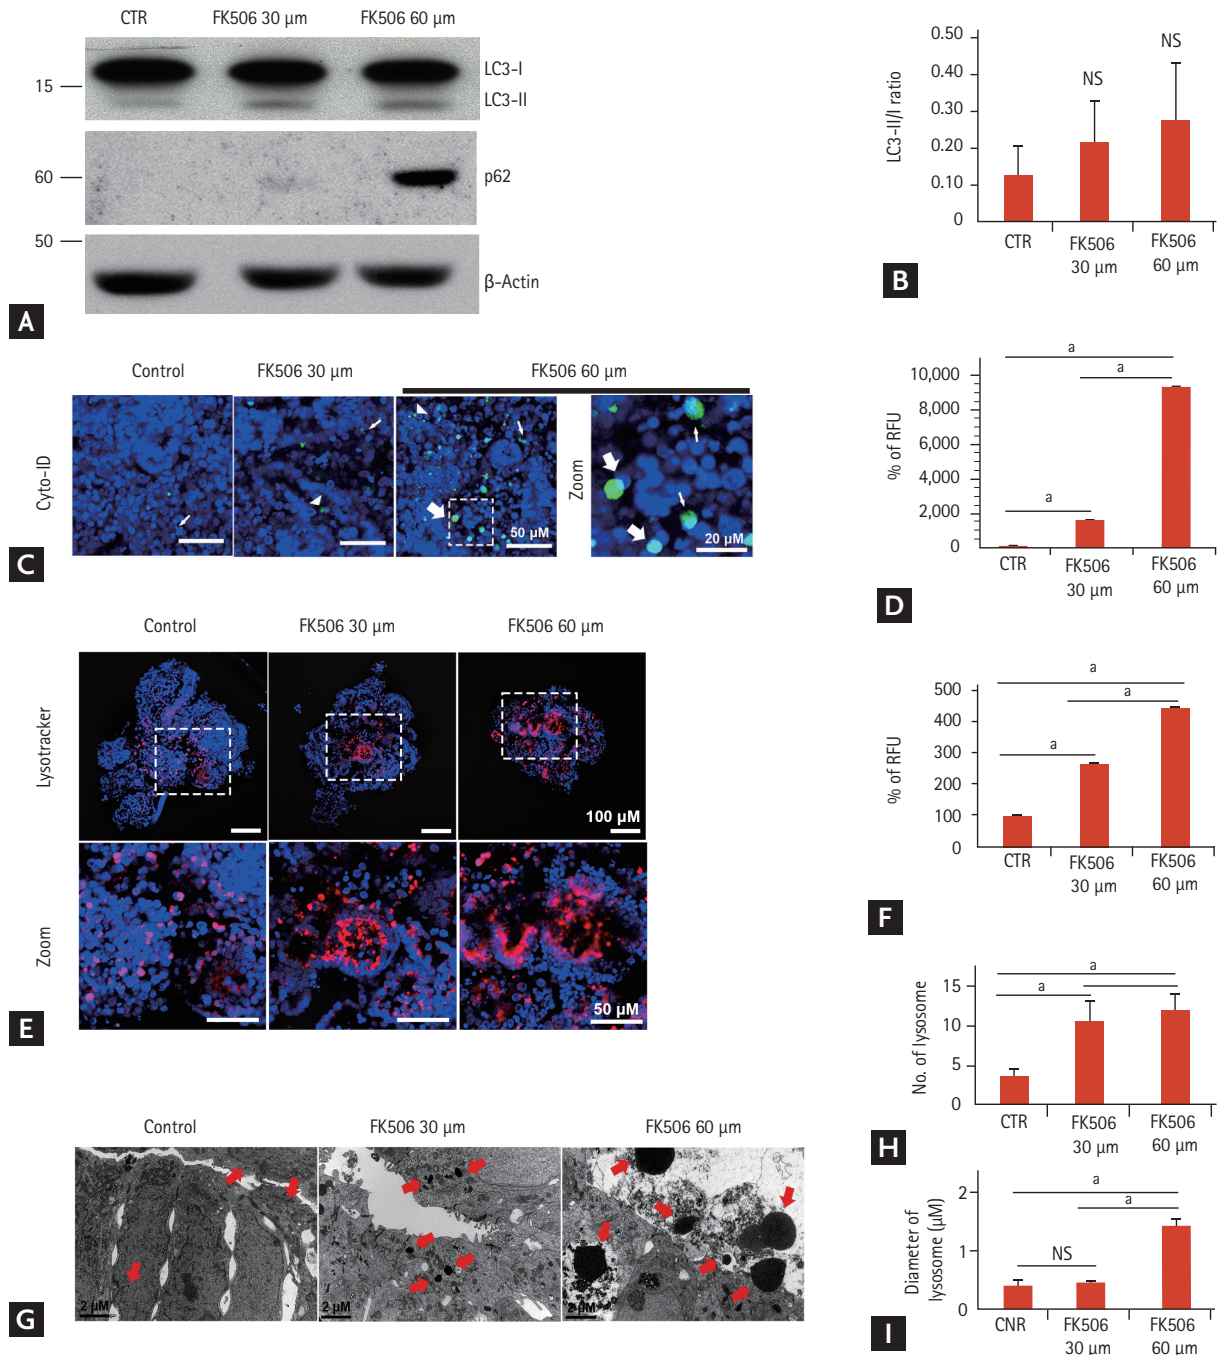 CTR FK506 30 µm FK506 60 µm
LC3-I
15
LC3-II
60
p62
50
β-Actin
A
0.50
0.40
0.30
0.20
0.10
0
LC3-II/I ratio
NS
NS
CTR FK506 FK506
30 µm 60 µm
B
Control FK506 30 µm FK506 60 µm
Cyto-ID
50 µM
Zoom
20 µM
C
a
a
a
10,000
8,000
6,000
4,000
2,000
0
% of RFU
CTR FK506 FK506
30 µm 60 µm
D
Control FK506 30 µm FK506 60 µm
Lysotracker
100 µM
Zoom
50 µM
E
a
a
a
500
400
300
200
100
0
% of RFU
CTR FK506 FK506
30 µm 60 µm
F
a
a
15
10
5
0
No. of lysosome
CTR FK506 FK506
30 µm 60 µm
H
Control FK506 30 µm FK506 60 µm
2 µM
2 µM
2 µM
G
a
a
NS
2
1
0
Diameter of
lysosome (µM)
CNR FK506 FK506
30 µm 60 µm
I